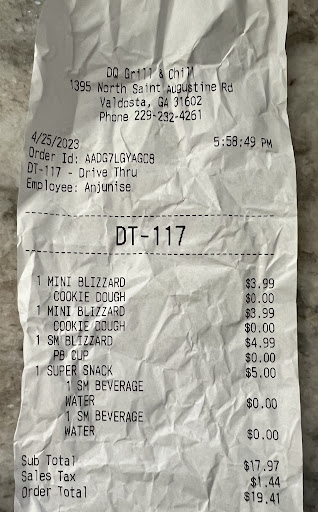 DQ Grill & Chill
1395 North Saint Augustine Rd
Valdosta, GA 31602
Phone 229-232-4261
4/25/2023 5:58:49 PM
Order Id: AADG7LGYAGC8
DT-117 - Drive Thru
Employee: Anjunise
DT-117
1 MINI BLIZZARD $3.99
COOKIE DOUGH $0.00
1 MINI BLIZZARD $3.99
COOKIE DOUGH $0.00
1 SM BLIZZARD $4.99
PB CUP $0.00
1 SUPER SNACK $5.00
1 SM BEVERAGE
WATER $0.00
1 SM BEVERAGE
WATER $0.00
Sub Total $17.97
Sales Tax $1.44
Order Total $19.41